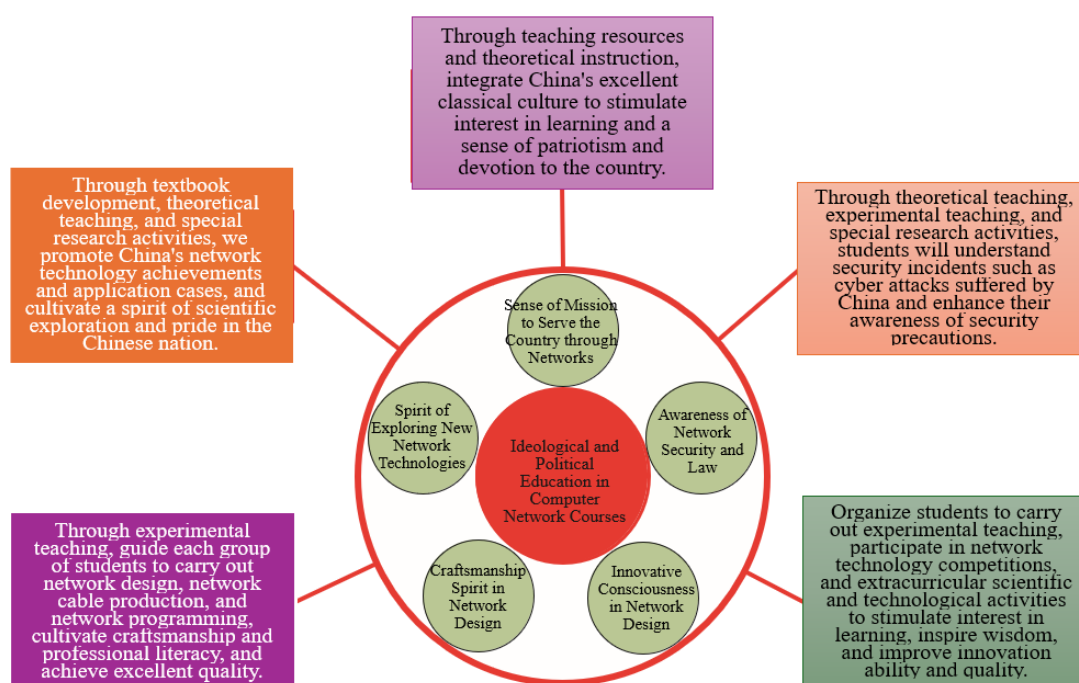 Through teaching resources
and theoretical instruction,
integrate China's excellent
classical culture to stimulate
interest in learning and a
sense of patriotism and
devotion to the country.
Through textbook
development, theoretical
teaching, and special
research activities, we
promote China's network
technology achievements
and application cases, and
cultivate a spirit of scientific
exploration and pride in the
Chinese nation.
Through theoretical teaching,
experimental teaching, and
special research activities,
students will understand
security incidents such as
cyber attacks suffered by
China and enhance their
awareness of security
precautions.
Sense of Mission
to Serve the
Country through
Networks
Spirit of
Exploring New
Network
Technologies
Awareness of
Network
Security and
Law
Ideological and
Political
Education in
Computer
Network Courses
Craftsmanship
Spirit in
Network
Design
Innovative
Consciousness
in Network
Design
Through experimental
teaching, guide each group
of students to carry out
network design, network
cable production, and
network programming,
cultivate craftsmanship and
professional literacy, and
achieve excellent quality.
Organize students to carry
out experimental teaching,
participate in network
technology competitions,
and extracurricular scientific
and technological activities
to stimulate interest in
learning, inspire wisdom,
and improve innovation
ability and quality.